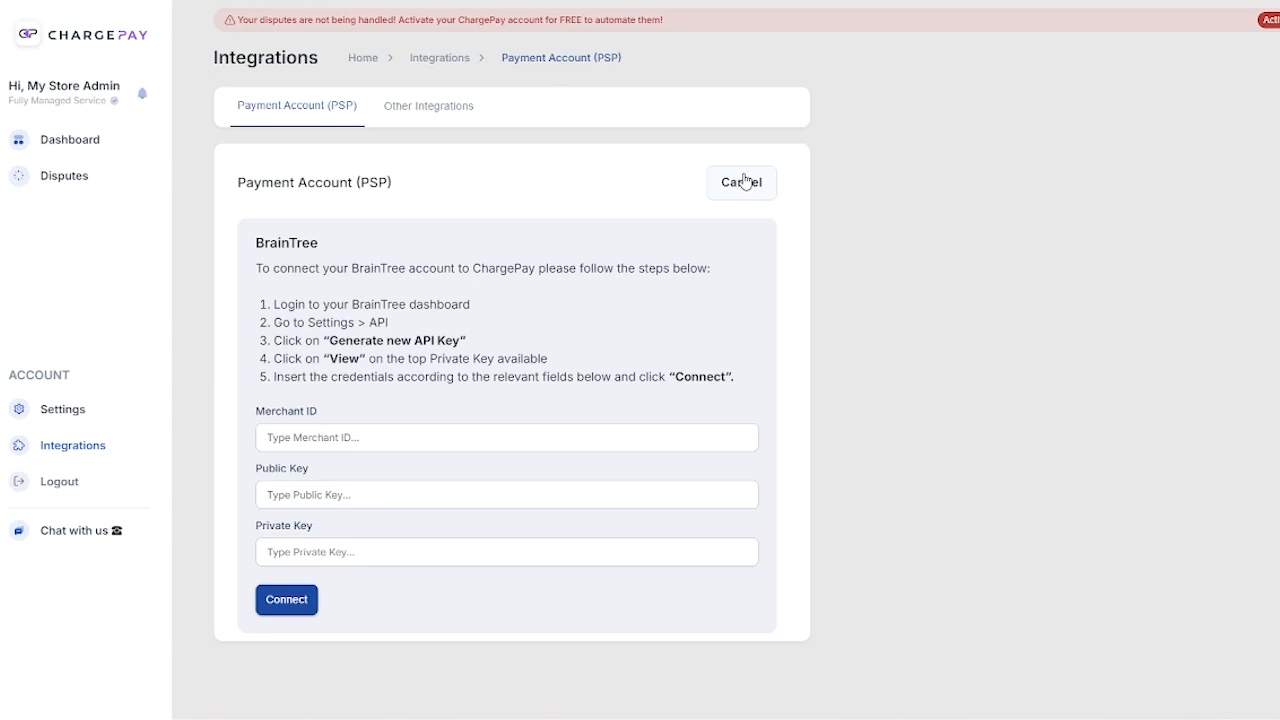 CHARGEPAY
Your disputes are not being handled! Activate your ChargePay account for FREE to automate them!
Integrations
Home > Integrations > Payment Account (PSP)
Hi, My Store Admin
Fully Managed Service
Dashboard
Disputes
ACCOUNT
Settings
Integrations
Logout
Chat with us
Payment Account (PSP) Other Integrations
Payment Account (PSP)
Cancel
BrainTree
To connect your BrainTree account to ChargePay please follow the steps below:
1. Login to your BrainTree dashboard
2. Go to Settings > API
3. Click on “Generate new API Key”
4. Click on “View” on the top Private Key available
5. Insert the credentials according to the relevant fields below and click “Connect”.
Merchant ID
Type Merchant ID...
Public Key
Type Public Key...
Private Key
Type Private Key...
Connect